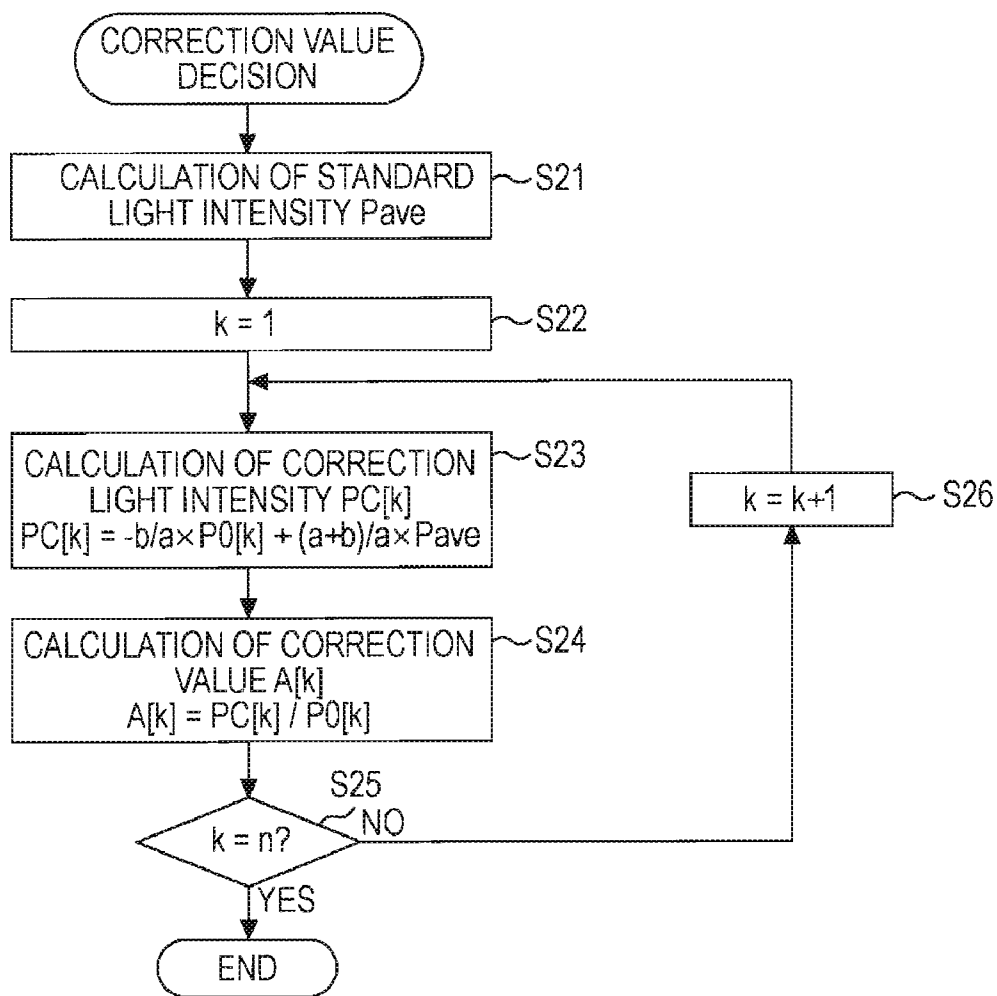 CORRECTION VALUE
DECISION
CALCULATION OF STANDARD
LIGHT INTENSITY Pave
S21
k = 1
S22
CALCULATION OF CORRECTION
LIGHT INTENSITY PC[k]
PC[k] = -b/a× P0[k] + (a+b)/a× Pave
S23
k = k+1
S26
CALCULATION OF CORRECTION
VALUE A[k]
A[k] = PC[k] / P0[k]
S24
S25
k = n?
NO
YES
END